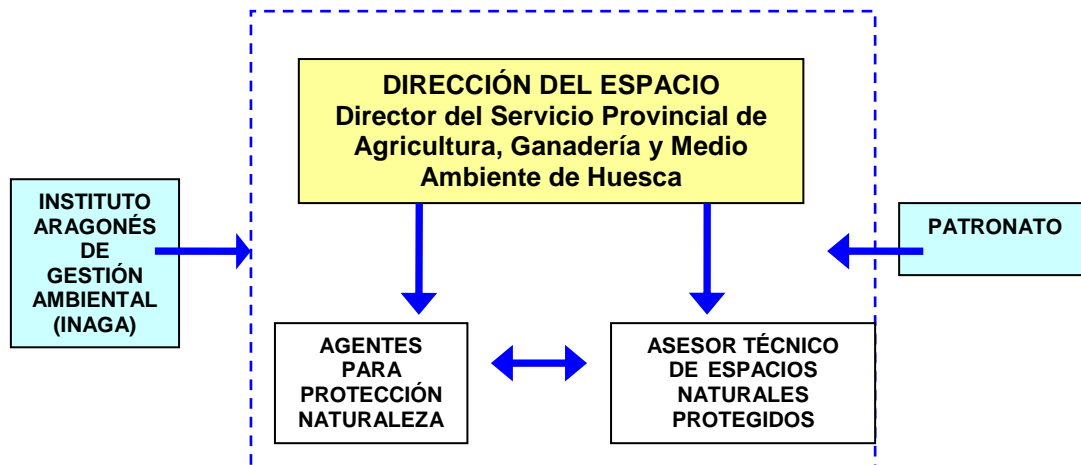 DIRECCIÓN DEL ESPACIO
Director del Servicio Provincial de
Agricultura, Ganadería y Medio
Ambiente de Huesca
INSTITUTO
ARAGONÉS
DE
GESTIÓN
AMBIENTAL
(INAGA)
PATRONATO
AGENTES
PARA
PROTECCIÓN
NATURALEZA
ASESOR TÉCNICO
DE ESPACIOS
NATURALES
PROTEGIDOS